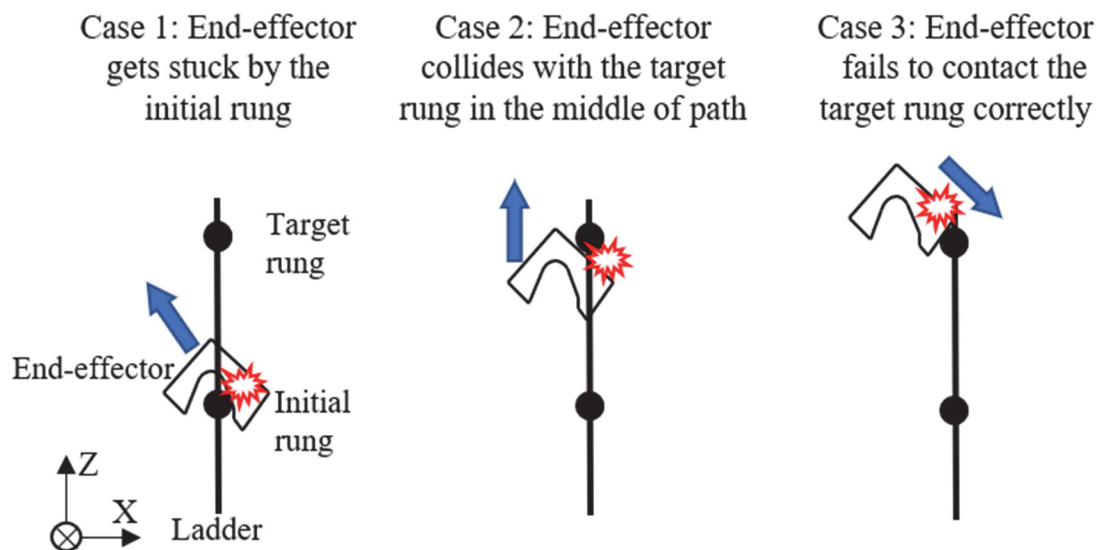 Case 1: End-effector
gets stuck by the
initial rung
Case 2: End-effector
collides with the target
rung in the middle of path
Case 3: End-effector
fails to contact the
target rung correctly
Target
rung
End-effector
Initial
rung
Z
X
Ladder